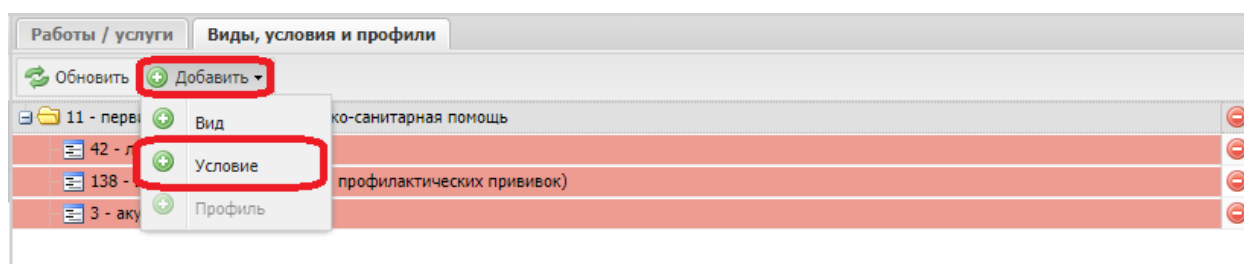 Работы / услуги Виды, условия и профили
Обновить Добавить
11 - перви ко-санитарная помощь
Вид
42 - л
Условие
138 - профилактических прививок)
Профиль
3 - аку